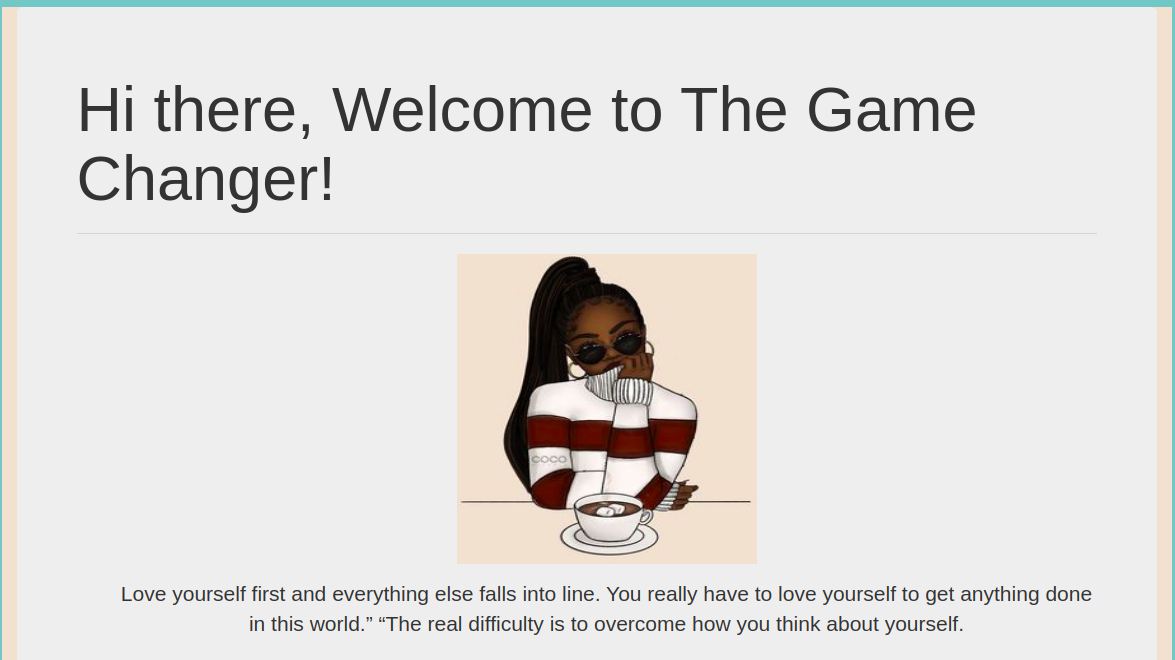 Hi there, Welcome to The Game
Changer!
COCO
Love yourself first and everything else falls into line. You really have to love yourself to get anything done
in this world.” “The real difficulty is to overcome how you think about yourself.